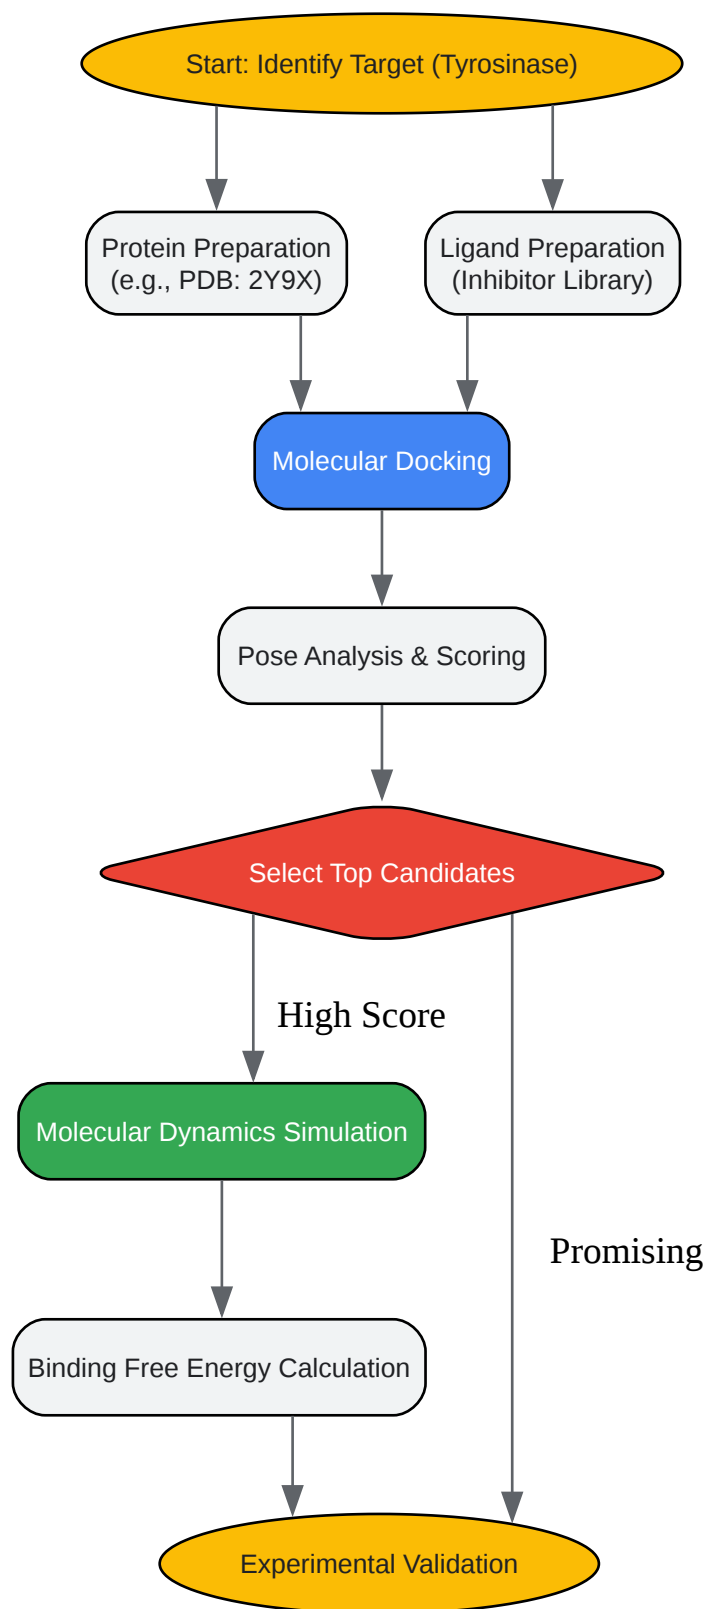 Start: Identify Target (Tyrosinase)
Protein Preparation
(e.g., PDB: 2Y9X)
Ligand Preparation
(Inhibitor Library)
Molecular Docking
Pose Analysis & Scoring
Select Top Candidates
High Score
Molecular Dynamics Simulation
Promising
Binding Free Energy Calculation
Experimental Validation